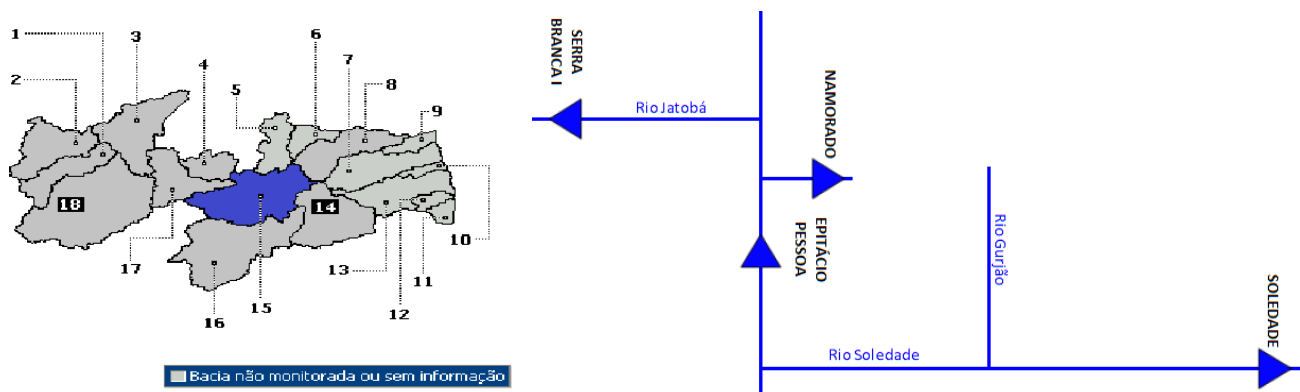 1
2
3
4
5
6
7
8
9
10
11
12
13
14
15
16
17
18
Bacia não monitorada ou sem informação
SERRA
BRANCA I
Rio Jatobá
NAMORADO
EPITÁCIO
PESSOA
Rio Gurjão
Rio Soledade
SOLEDADE